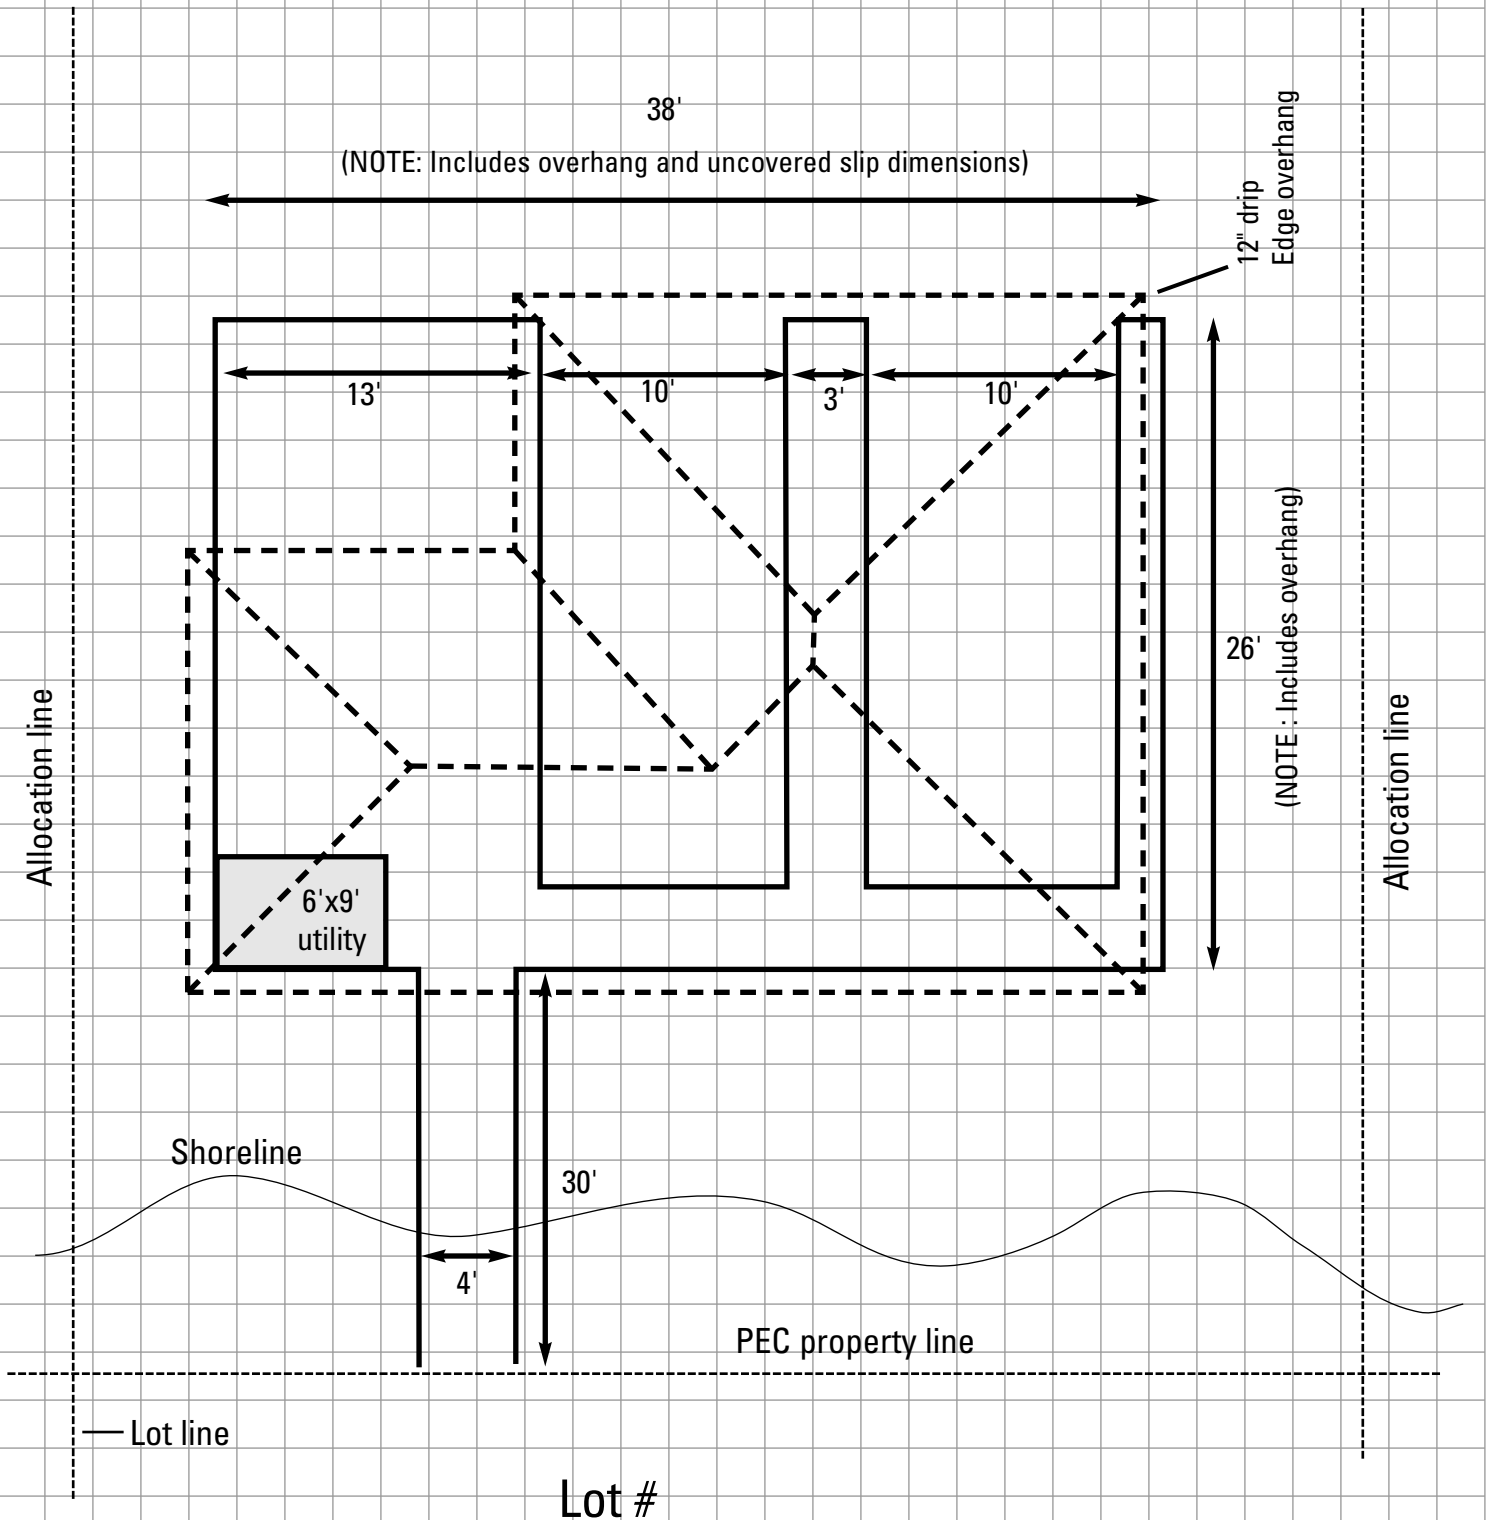 38'
(NOTE: Includes overhang and uncovered slip dimensions)
12" drip
Edge overhang
13'
10'
3'
10'
26'
(NOTE : Includes overhang)
Allocation line
Allocation line
6'x9'
utility
Shoreline
30'
4'
PEC property line
Lot line
Lot #